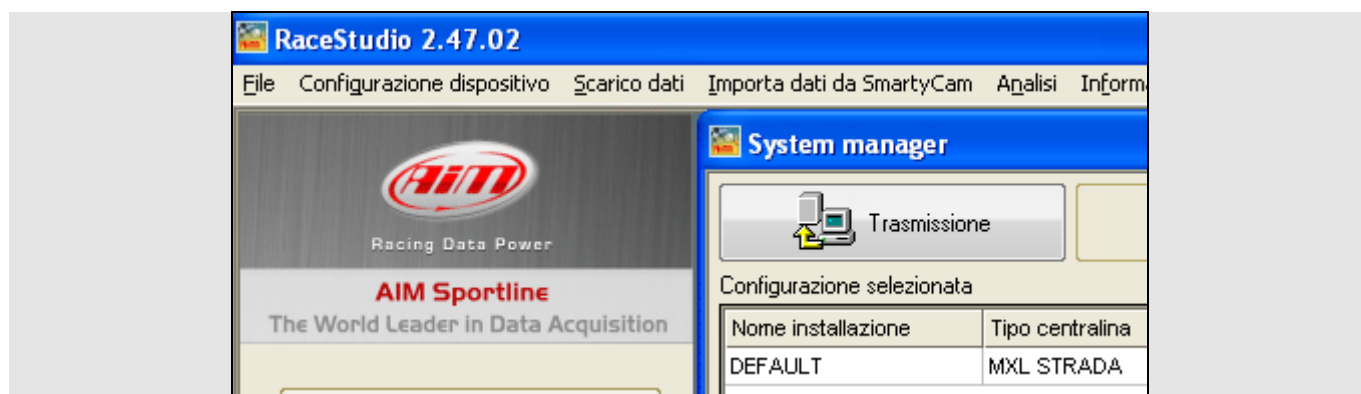 RaceStudio 2.47.02
File Configurazione dispositivo Scarico dati Importa dati da SmartyCam Analisi Inform
AiM
Racing Data Power
AIM Sportline
The World Leader in Data Acquisition
System manager
Trasmissione
Configurazione selezionata
Nome installazione Tipo centralina
DEFAULT MXL STRADA